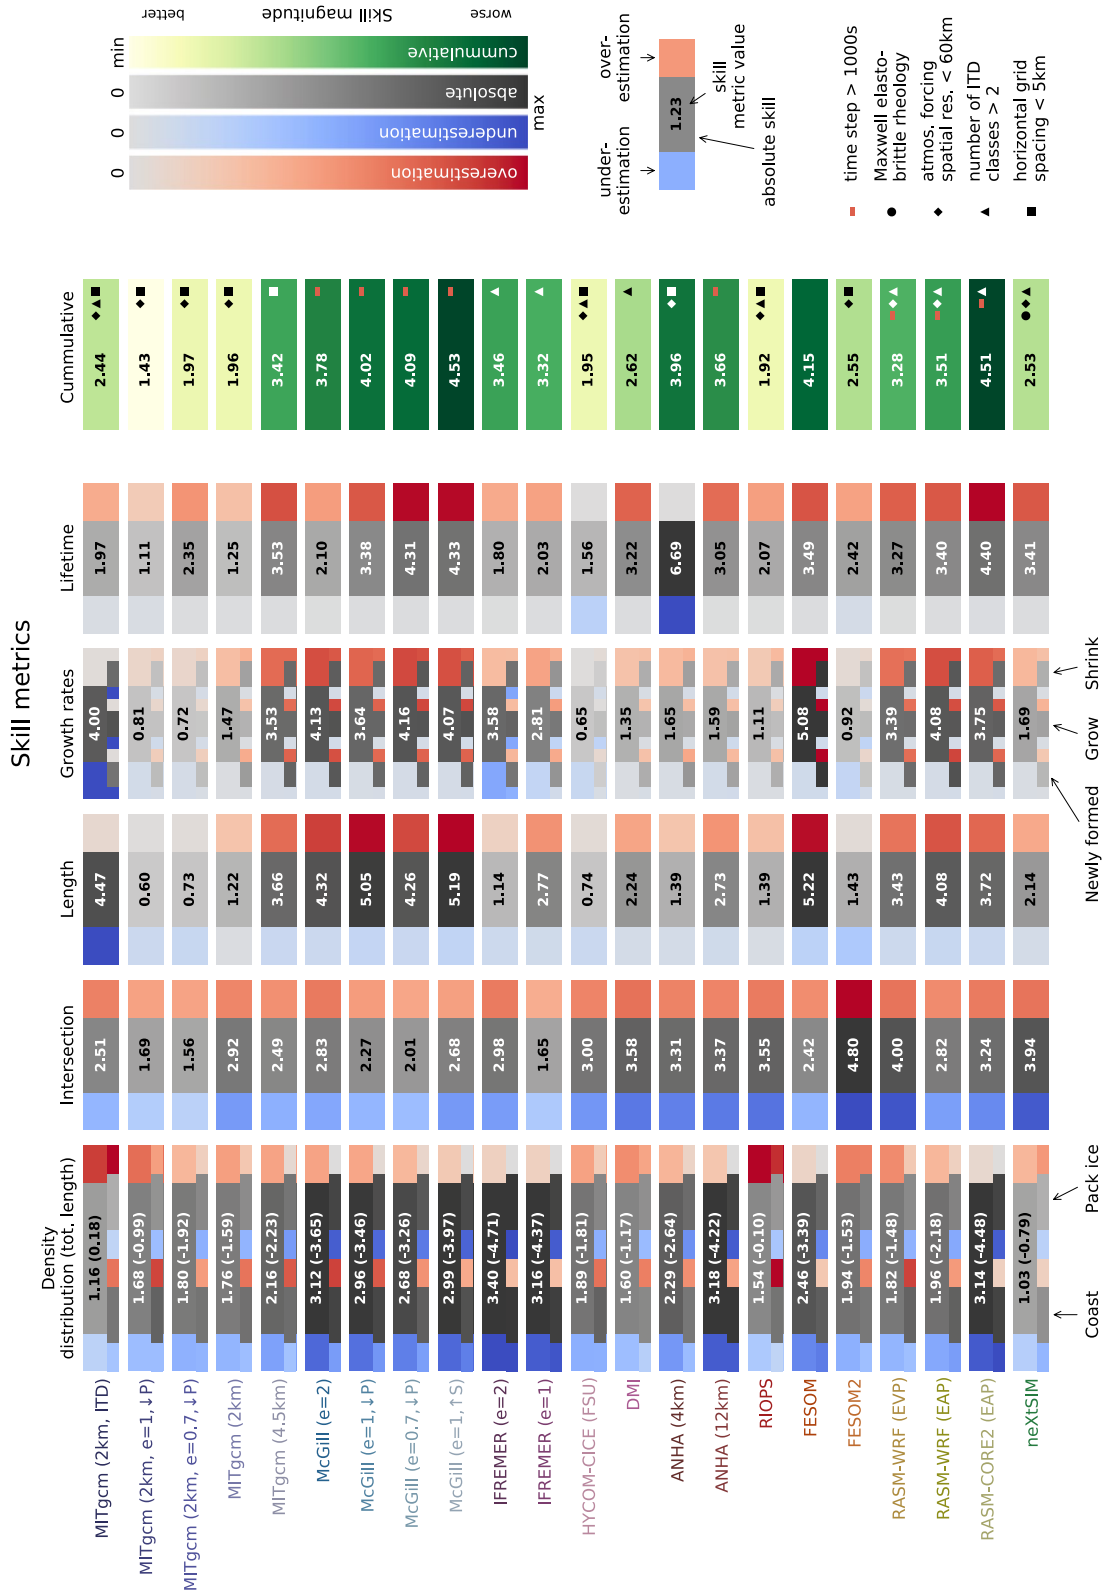 Skill metrics
Density
distribution (tot. length)
Intersection
Length
Growth rates
Lifetime
Cummulative
MITgcm (2km, ITD)
1.16 (0.18)
2.51
4.47
4.00
1.97
2.44
MITgcm (2km, e=1,↓P)
1.68 (-0.99)
1.69
0.60
0.81
1.11
1.43
MITgcm (2km, e=0.7,↓P)
1.80 (-1.92)
1.56
0.73
0.72
2.35
1.97
MITgcm (2km)
1.76 (-1.59)
2.92
1.22
1.47
1.25
1.96
MITgcm (4.5km)
2.16 (-2.23)
2.49
3.66
3.53
3.53
3.42
McGill (e=2)
3.12 (-3.65)
2.83
4.32
4.13
2.10
3.78
McGill (e=1,↓P)
2.96 (-3.46)
2.27
5.05
3.64
3.38
4.02
McGill (e=0.7,↓P)
2.68 (-3.26)
2.01
4.26
4.16
4.31
4.09
McGill (e=1,↑S)
2.99 (-3.97)
2.68
5.19
4.07
4.33
4.53
IFREMER (e=2)
3.40 (-4.71)
2.98
1.14
3.58
1.80
3.46
IFREMER (e=1)
3.16 (-4.37)
1.65
2.77
2.81
2.03
3.32
HYCOM-CICE (FSU)
1.89 (-1.81)
3.00
0.74
0.65
1.56
1.95
DMI
1.60 (-1.17)
3.58
2.24
1.35
3.22
2.62
ANHA (4km)
2.29 (-2.64)
3.31
1.39
1.65
6.69
3.96
ANHA (12km)
3.18 (-4.22)
3.37
2.73
1.59
3.05
3.66
RIOPS
1.54 (-0.10)
3.55
1.39
1.11
2.07
1.92
FESOM
2.46 (-3.39)
2.42
5.22
5.08
3.49
4.15
FESOM2
1.94 (-1.53)
4.80
1.43
0.92
2.42
2.55
RASM-WRF (EVP)
1.82 (-1.48)
4.00
3.43
3.39
3.27
3.28
RASM-WRF (EAP)
1.96 (-2.18)
2.82
4.08
4.08
3.40
3.51
RASM-CORE2 (EAP)
3.14 (-4.48)
3.24
3.72
3.75
4.40
4.51
neXtSIM
1.03 (-0.79)
3.94
2.14
1.69
3.41
2.53
Coast
Pack ice
Newly formed
Grow
Shrink
better
Skill magnitude
worse
min
cummulative
0
absolute
0
underestimation
0
overestimation
max
under-
estimation
over-
estimation
1.23
skill
metric value
absolute skill
time step > 1000s
Maxwell elasto-
brittle rheology
atmos. forcing
spatial res. < 60km
number of ITD
classes > 2
horizontal grid
spacing < 5km